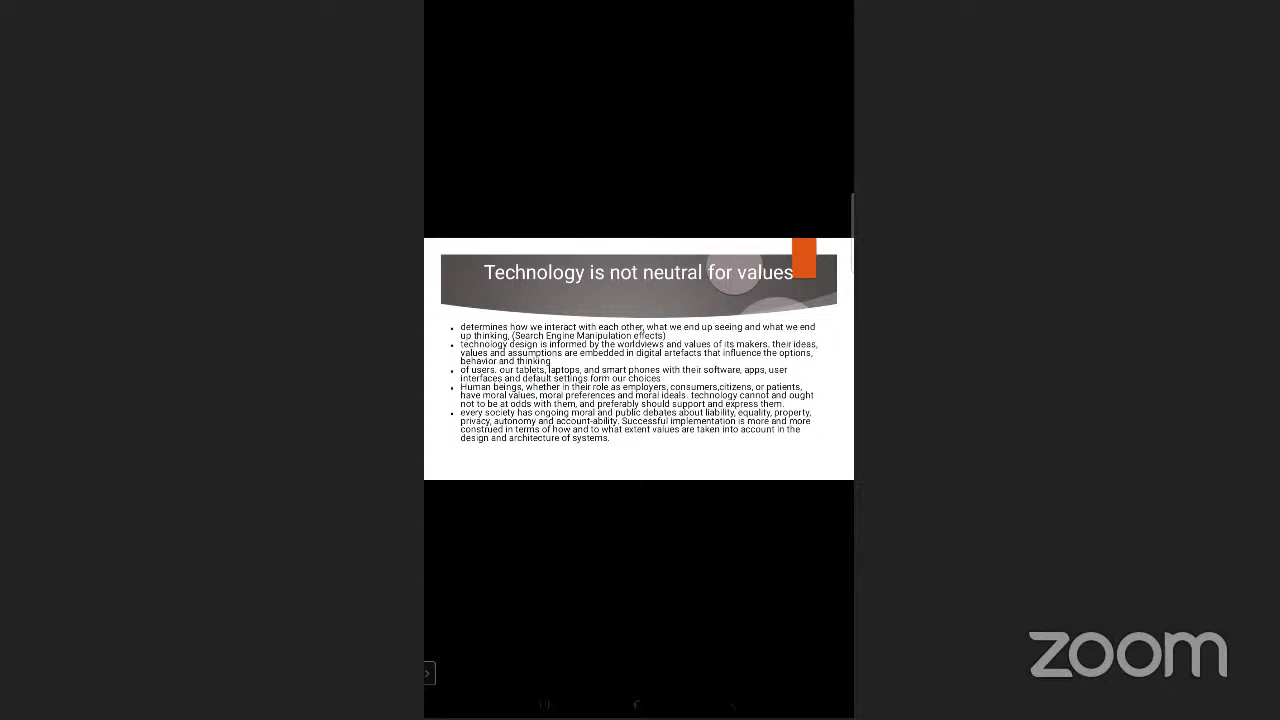 Technology is not neutral for values
determines how we interact with each other, what we end up seeing and what we end
up thinking, (Search Engine Manipulation effects)
technology design is informed by the worldviews and values of its makers. their ideas,
values and assumptions are embedded in digital artefacts that influence the options,
behavior and thinking
of users. our tablets, laptops, and smart phones with their software, apps, user
interfaces and default settings form our choices
Human beings, whether in their role as employers, consumers,citizens, or patients,
have moral values, moral preferences and moral ideals. technology cannot and ought
not to be at odds with them, and preferably should support and express them.
every society has ongoing moral and public debates about liability, equality, property,
privacy, autonomy and account-ability. Successful implementation is more and more
construed in terms of how and to what extent values are taken into account in the
design and architecture of systems.
zoom